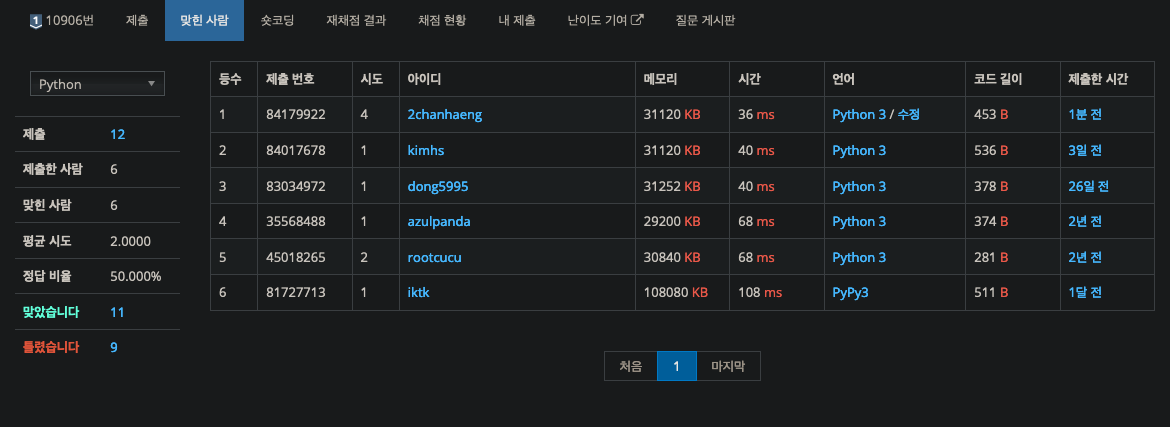 1 10906번 제출 맞힌 사람 숏코딩 재채점 결과 채점 현황 내 제출 난이도 기여 질문 게시판
Python
제출 12
제출한 사람 6
맞힌 사람 6
평균 시도 2.0000
정답 비율 50.000%
맞았습니다 11
틀렸습니다 9
등수 제출 번호 시도 아이디 메모리 시간 언어 코드 길이 제출한 시간
1 84179922 4 2chanhaeng 31120 KB 36 ms Python 3 / 수정 453 B 1분 전
2 84017678 1 kimhs 31120 KB 40 ms Python 3 536 B 3일 전
3 83034972 1 dong5995 31252 KB 40 ms Python 3 378 B 26일 전
4 35568488 1 azulpanda 29200 KB 68 ms Python 3 374 B 2년 전
5 45018265 2 rootcucu 30840 KB 68 ms Python 3 281 B 2년 전
6 81727713 1 iktk 108080 KB 108 ms PyPy3 511 B 1달 전
처음 1 마지막